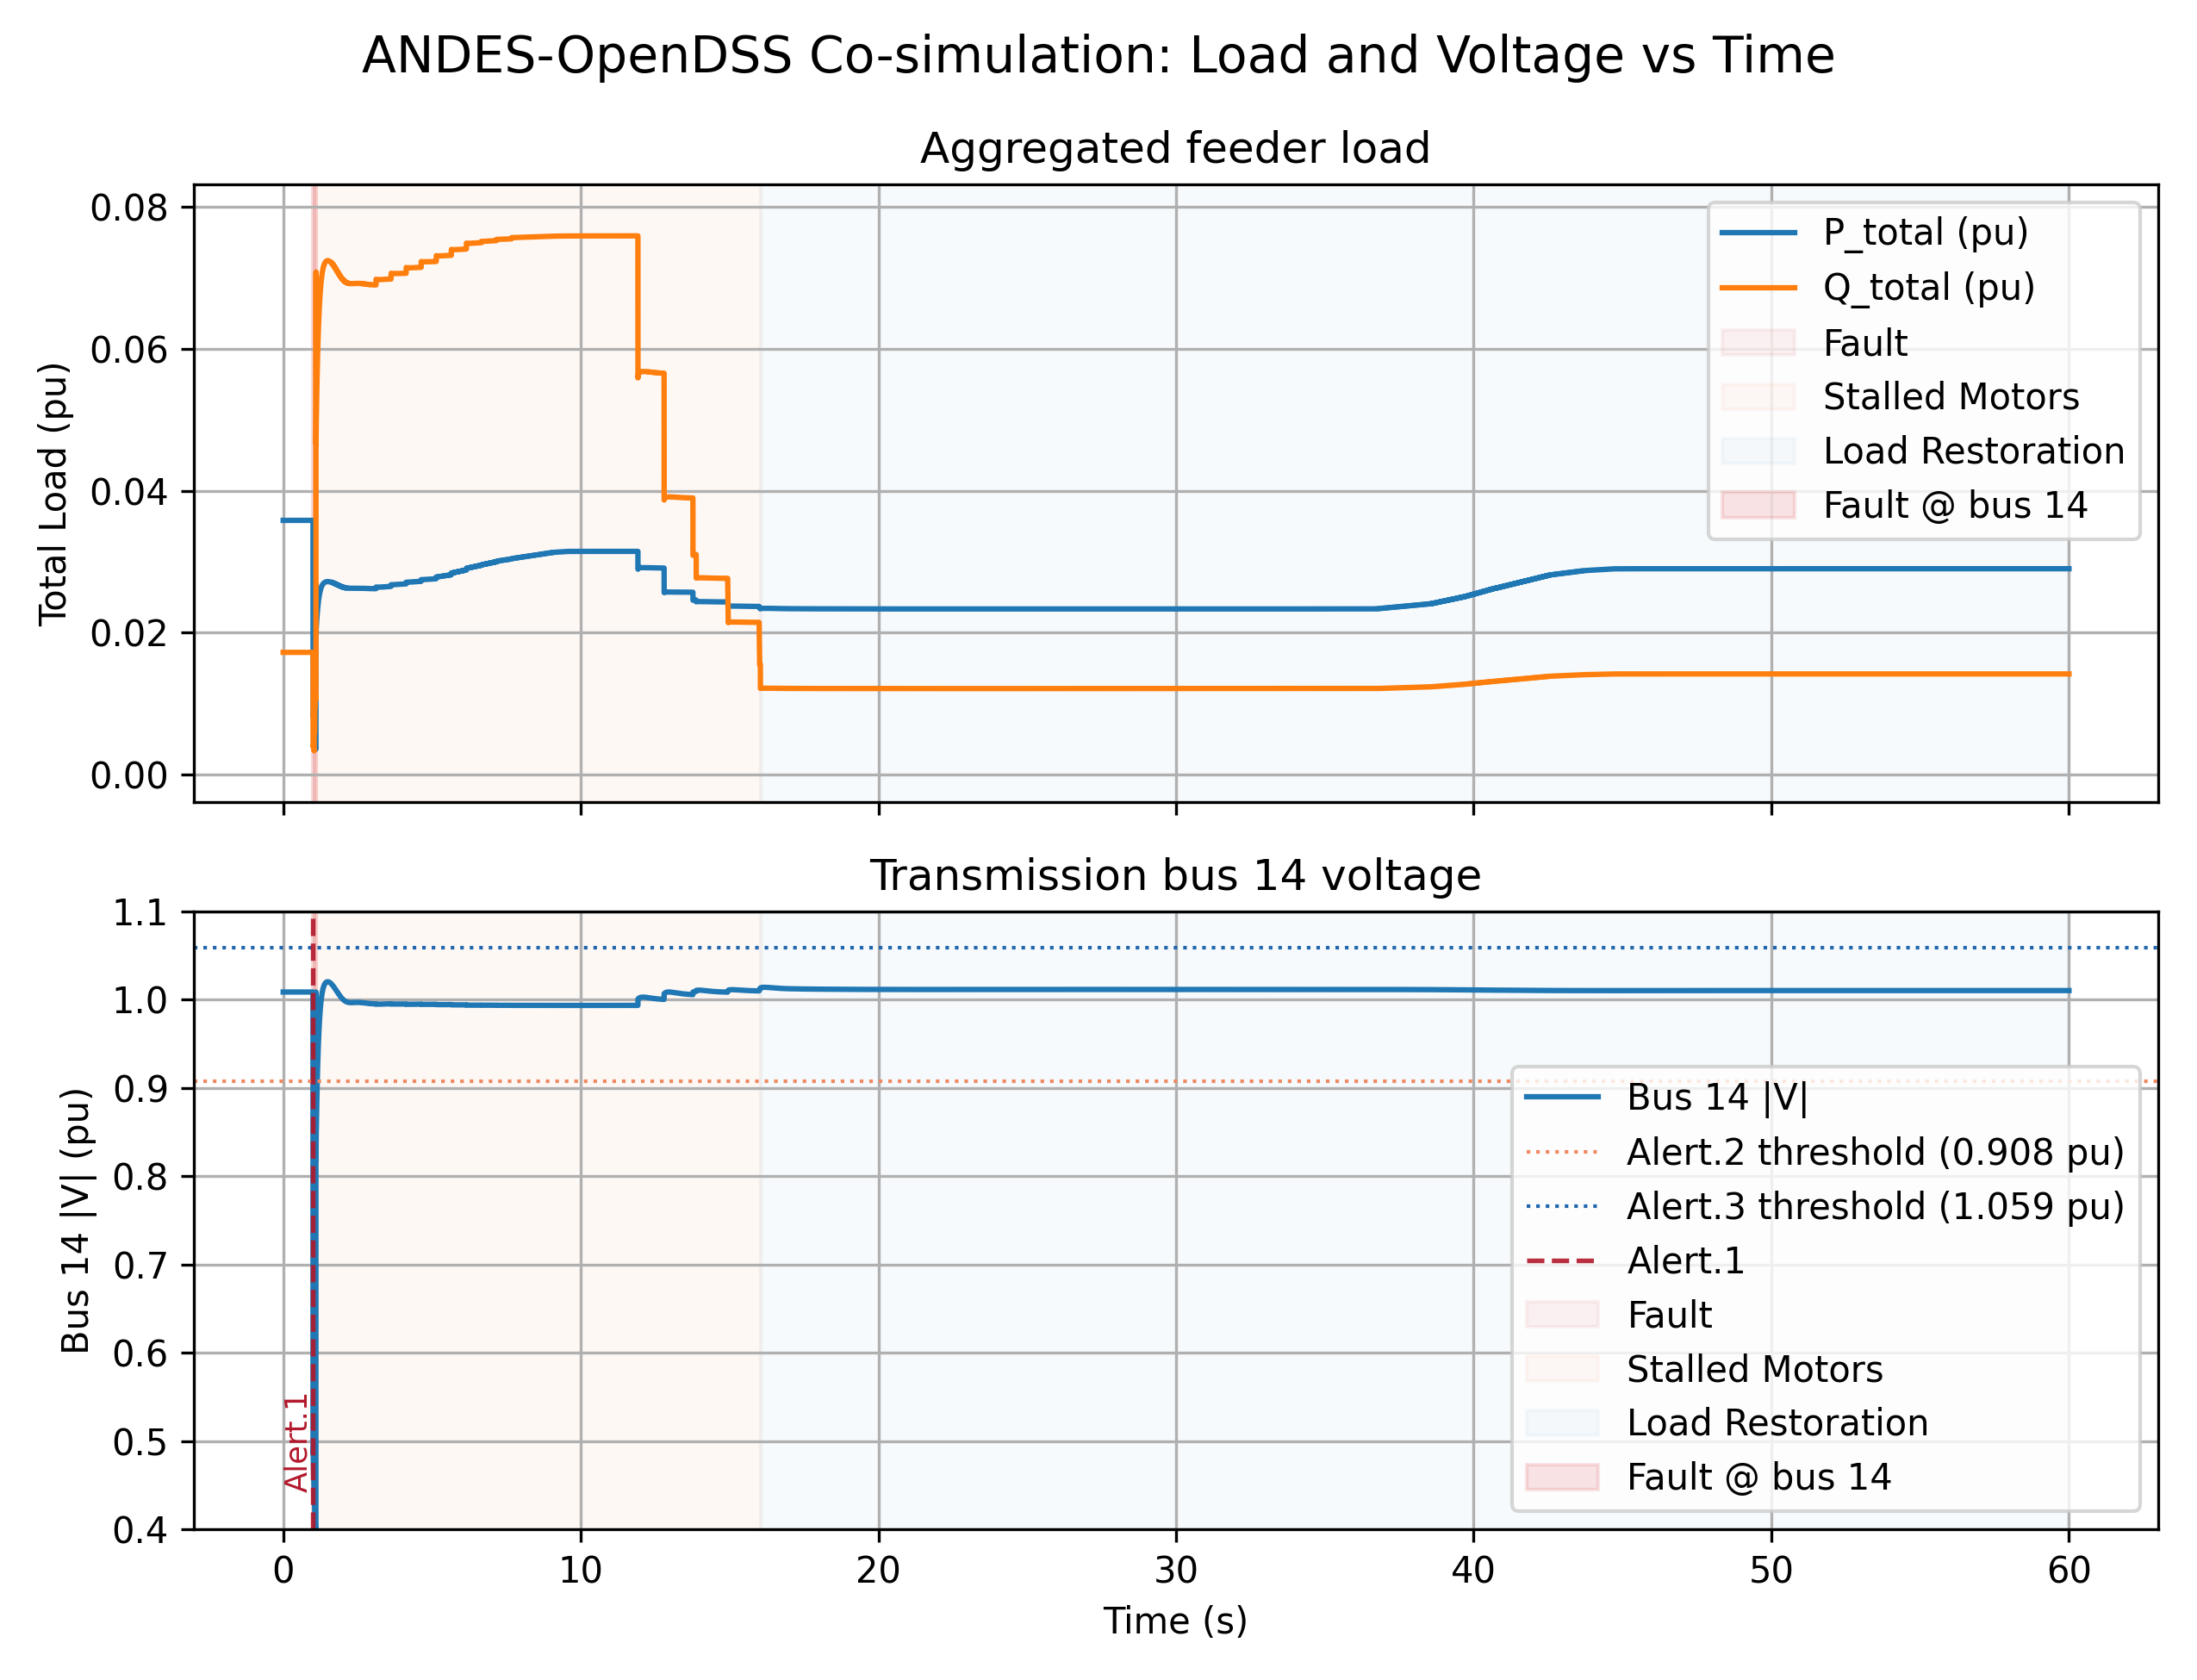 ANDES-OpenDSS Co-simulation: Load and Voltage vs Time
Aggregated feeder load
Total Load (pu)
0.08
0.06
0.04
0.02
0.00
P_total (pu)
Q_total (pu)
Fault
Stalled Motors
Load Restoration
Fault @ bus 14
Transmission bus 14 voltage
Bus 14 |V| (pu)
1.1
1.0
0.9
0.8
0.7
0.6
0.5
0.4
Alert.1
Bus 14 |V|
Alert.2 threshold (0.908 pu)
Alert.3 threshold (1.059 pu)
Alert.1
Fault
Stalled Motors
Load Restoration
Fault @ bus 14
0 10 20 30 40 50 60
Time (s)